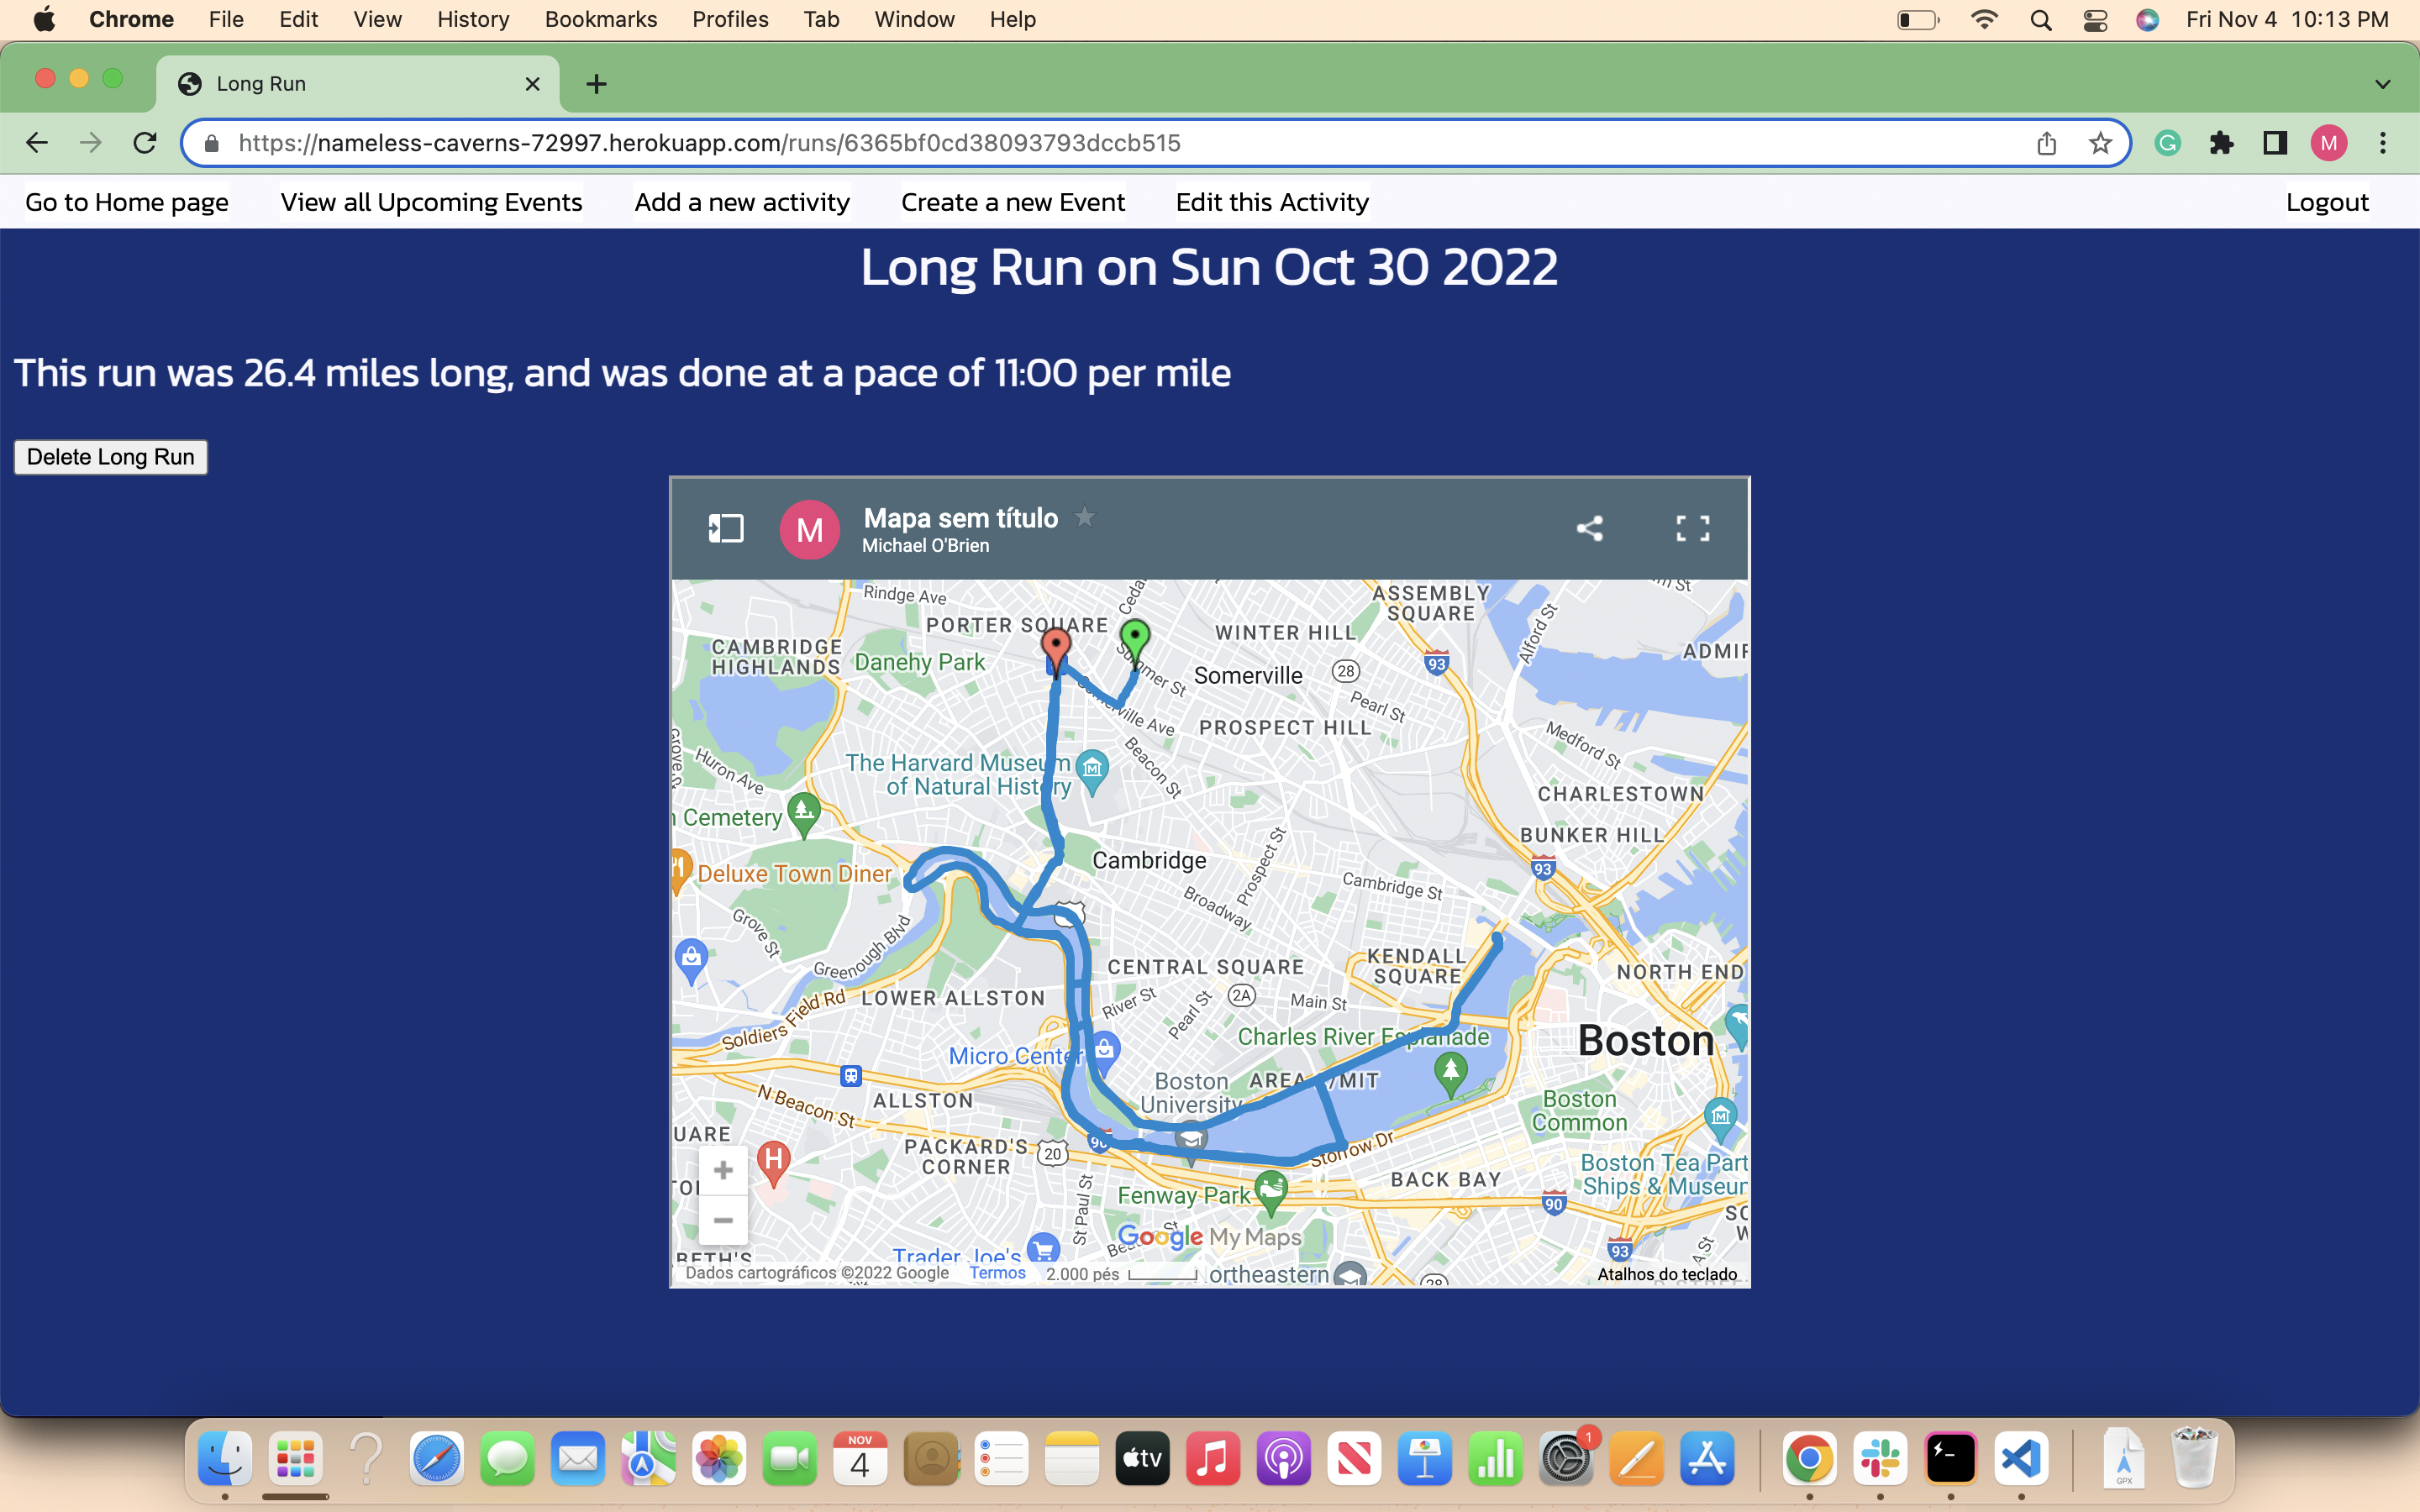 Chrome File Edit View History Bookmarks Profiles Tab Window Help Fri Nov 4 10:13 PM
Long Run
https://nameless-caverns-72997.herokuapp.com/runs/6365bf0cd38093793dccb515
G
M
Go to Home page View all Upcoming Events Add a new activity Create a new Event Edit this Activity Logout
Long Run on Sun Oct 30 2022
This run was 26.4 miles long, and was done at a pace of 11:00 per mile
Delete Long Run
M
Mapa sem título
Michael O'Brien
Rindge Ave
ASSEMBLY
SQUARE
Alford St
PORTER SQUARE
WINTER HILL
CAMBRIDGE
HIGHLANDS
Danehy Park
Summer St
Somerville
28
93
Pearl St
Somerville Ave
PROSPECT HILL
Medford St
Huron Ave
Beacon St
The Harvard Museum
of Natural History
CHARLESTOWN
Cemetery
BUNKER HILL
Prospect St
Cambridge
Deluxe Town Diner
93
Cambridge St
Broadway
Grove St
Greenough Blvd
KENDALL
SQUARE
CENTRAL SQUARE
NORTH END
LOWER ALLSTON
River St
Pearl St
2A
Main St
Soldiers Field Rd
Charles River Esplanade
Boston
Micro Center
Boston
University
AREA 2/MIT
N Beacon St
ALLSTON
Boston
Common
PACKARD'S
CORNER
20
90
Storrow Dr
H
BACK BAY
Fenway Park
St Paul St
90
Google My Maps
Trader Joe's
93
Dados cartográficos ©2022 Google Termos 2.000 pés
Atalhos do teclado
NOV
4
tv
1
GPX